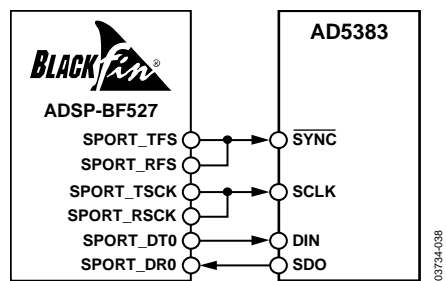 AD5383
BLACKfin®
ADSP-BF527
SPORT_TFS
SYNC
SPORT_RFS
SPORT_TSCK
SCLK
SPORT_RSCK
SPORT_DT0
DIN
SPORT_DR0
SDO
03734-038